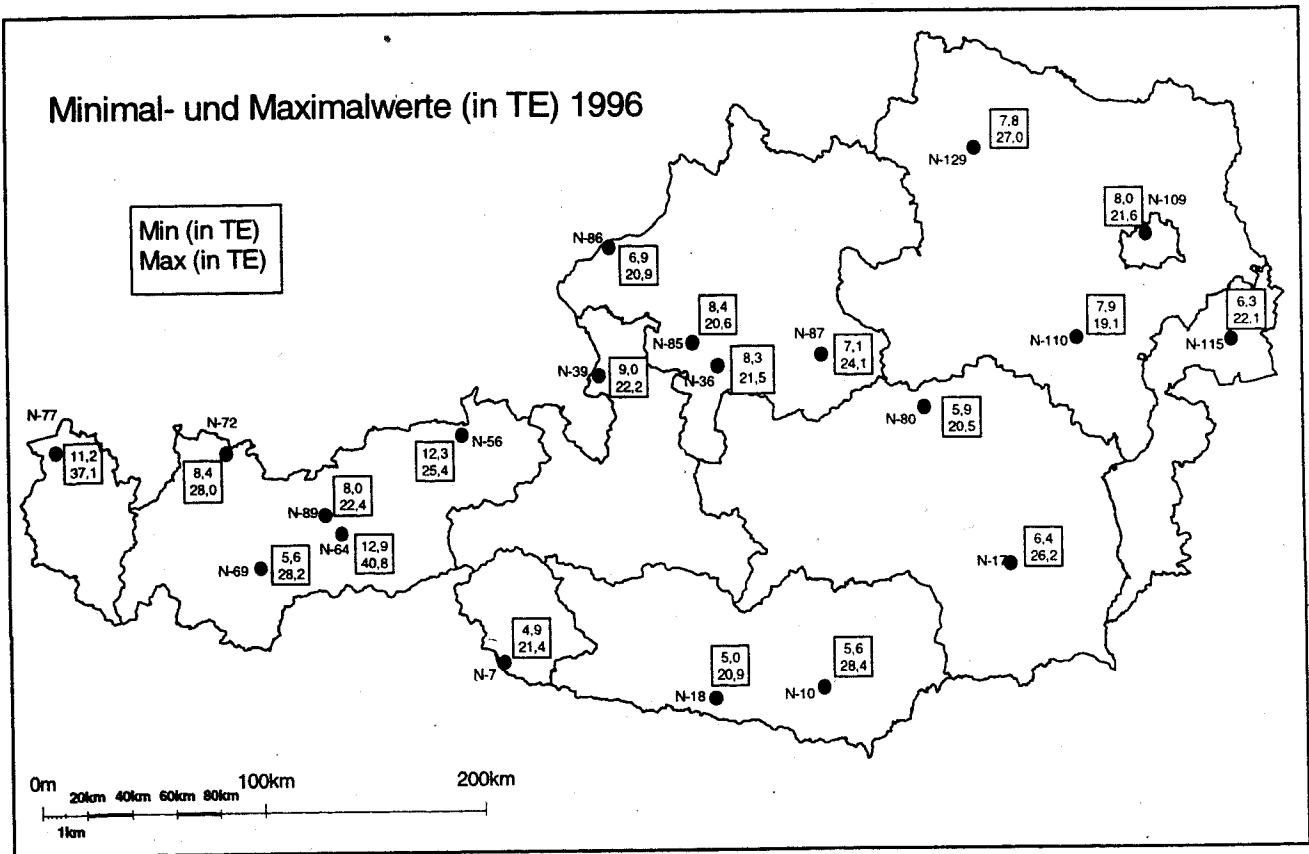 Minimal- und Maximalwerte (in TE) 1996
Min (in TE)
Max (in TE)
7,8
27,0
N-129
8,0
21,6
N-109
N-86
6,9
20,9
8,4
20,6
N-85
N-87
7,1
24,1
7,9
19,1
N-110
6,3
22,1
N-115
N-39
9,0
22,2
N-36
8,3
21,5
N-80
5,9
20,5
N-77
11,2
37,1
N-72
8,4
28,0
12,3
25,4
N-56
8,0
22,4
N-89
N-64
12,9
40,8
N-69
5,6
28,2
6,4
26,2
N-17
4,9
21,4
N-7
5,0
20,9
N-18
5,6
28,4
N-10
0m
100km
200km
20km 40km 60km 80km
1km